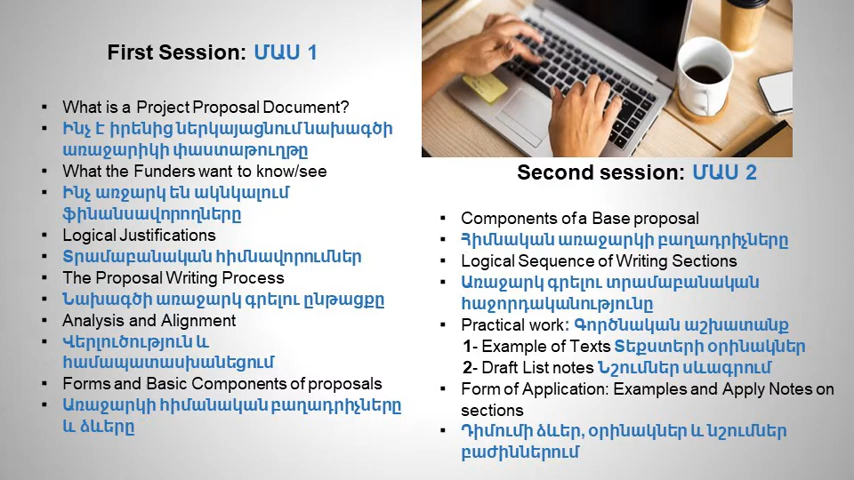 First Session: ՄԱՍ 1
What is a Project Proposal Document?
Ինչ է իրենից ներկայացնում նախագծի
առաջարիկի փաստաթուղթը
What the Funders want to know/see
Ինչ առջարկ են ակնկալում
ֆինանսավորողները
Logical Justifications
Տրամաբանական հիմնավորումներ
The Proposal Writing Process
Նախագծի առաջարկ գրելու ընթացքը
Analysis and Alignment
Վերլուծություն և
համապատասխանեցում
Forms and Basic Components of proposals
Առաջարկի հիմանական բաղադրիչները
և ձևերը
Second session: ՄԱՍ 2
Components of a Base proposal
Հիմնական առաջարկի բաղադրիչները
Logical Sequence of Writing Sections
Առաջարկ գրելու տրամաբանական
հաջորդականությունը
Practical work: Գործնական աշխատանք
1- Example of Texts Տեքստերի օրինակներ
2- Draft List notes Նշումներ սևագրում
Form of Application: Examples and Apply Notes on
sections
Դիմումի ձևեր, օրինակներ և նշումներ
բաժիններում